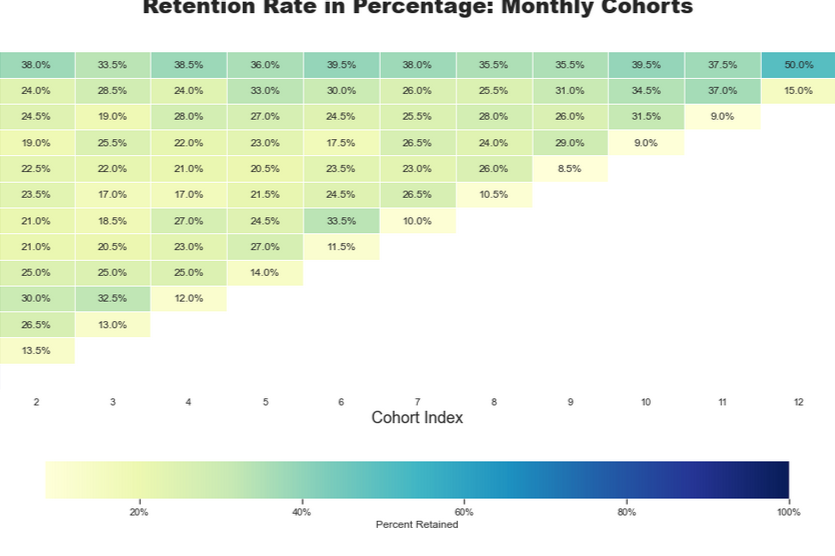 Retention Rate in Percentage: Monthly Cohorts
38.0% 33.5% 38.5% 36.0% 39.5% 38.0% 35.5% 35.5% 39.5% 37.5% 50.0%
24.0% 28.5% 24.0% 33.0% 30.0% 26.0% 25.5% 31.0% 34.5% 37.0% 15.0%
24.5% 19.0% 28.0% 27.0% 24.5% 25.5% 28.0% 26.0% 31.5% 9.0%
19.0% 25.5% 22.0% 23.0% 17.5% 26.5% 24.0% 29.0% 9.0%
22.5% 22.0% 21.0% 20.5% 23.5% 23.0% 26.0% 8.5%
23.5% 17.0% 17.0% 21.5% 24.5% 26.5% 10.5%
21.0% 18.5% 27.0% 24.5% 33.5% 10.0%
21.0% 20.5% 23.0% 27.0% 11.5%
25.0% 25.0% 25.0% 14.0%
30.0% 32.5% 12.0%
26.5% 13.0%
13.5%
2 3 4 5 6 7 8 9 10 11 12
Cohort Index
20% 40% 60% 80% 100%
Percent Retained